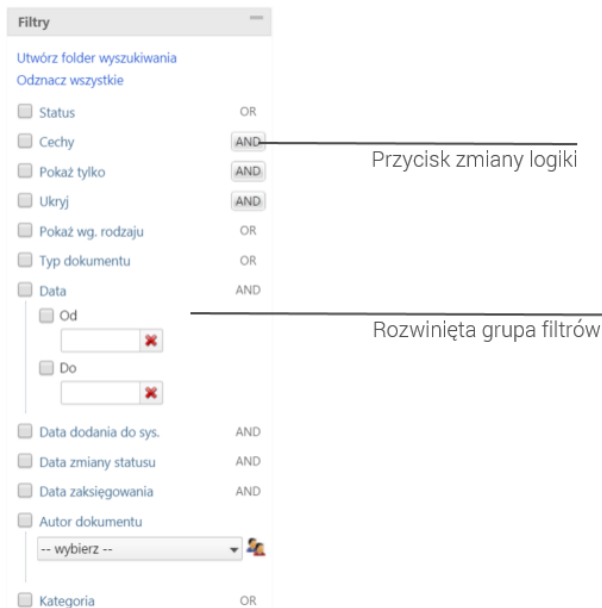 Filtry
Utwórz folder wyszukiwania
Odznacz wszystkie
Status OR
Cechy AND
Przycisk zmiany logiki
Pokaż tylko AND
Ukryj AND
Pokaż wg. rodzaju OR
Typ dokumentu OR
Data AND
Od
Rozwinięta grupa filtrów
Do
Data dodania do sys. AND
Data zmiany statusu AND
Data zaksięgowania AND
Autor dokumentu
-- wybierz --
Kategoria OR